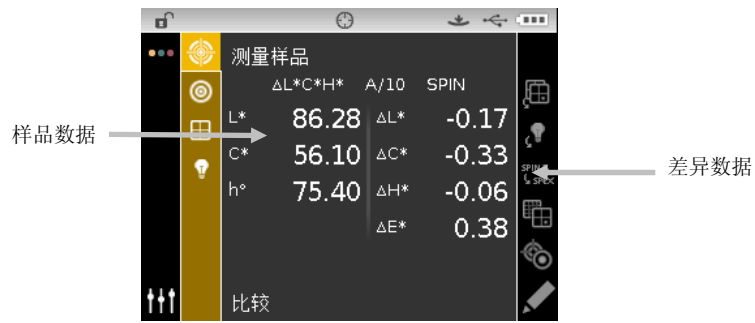 测量样品
ΔL*C*H* A/10 SPIN
L* 86.28 ΔL* -0.17
样品数据
C* 56.10 ΔC* -0.33
SPIN
SPEX
差异数据
h° 75.40 ΔH* -0.06
ΔE* 0.38
比较